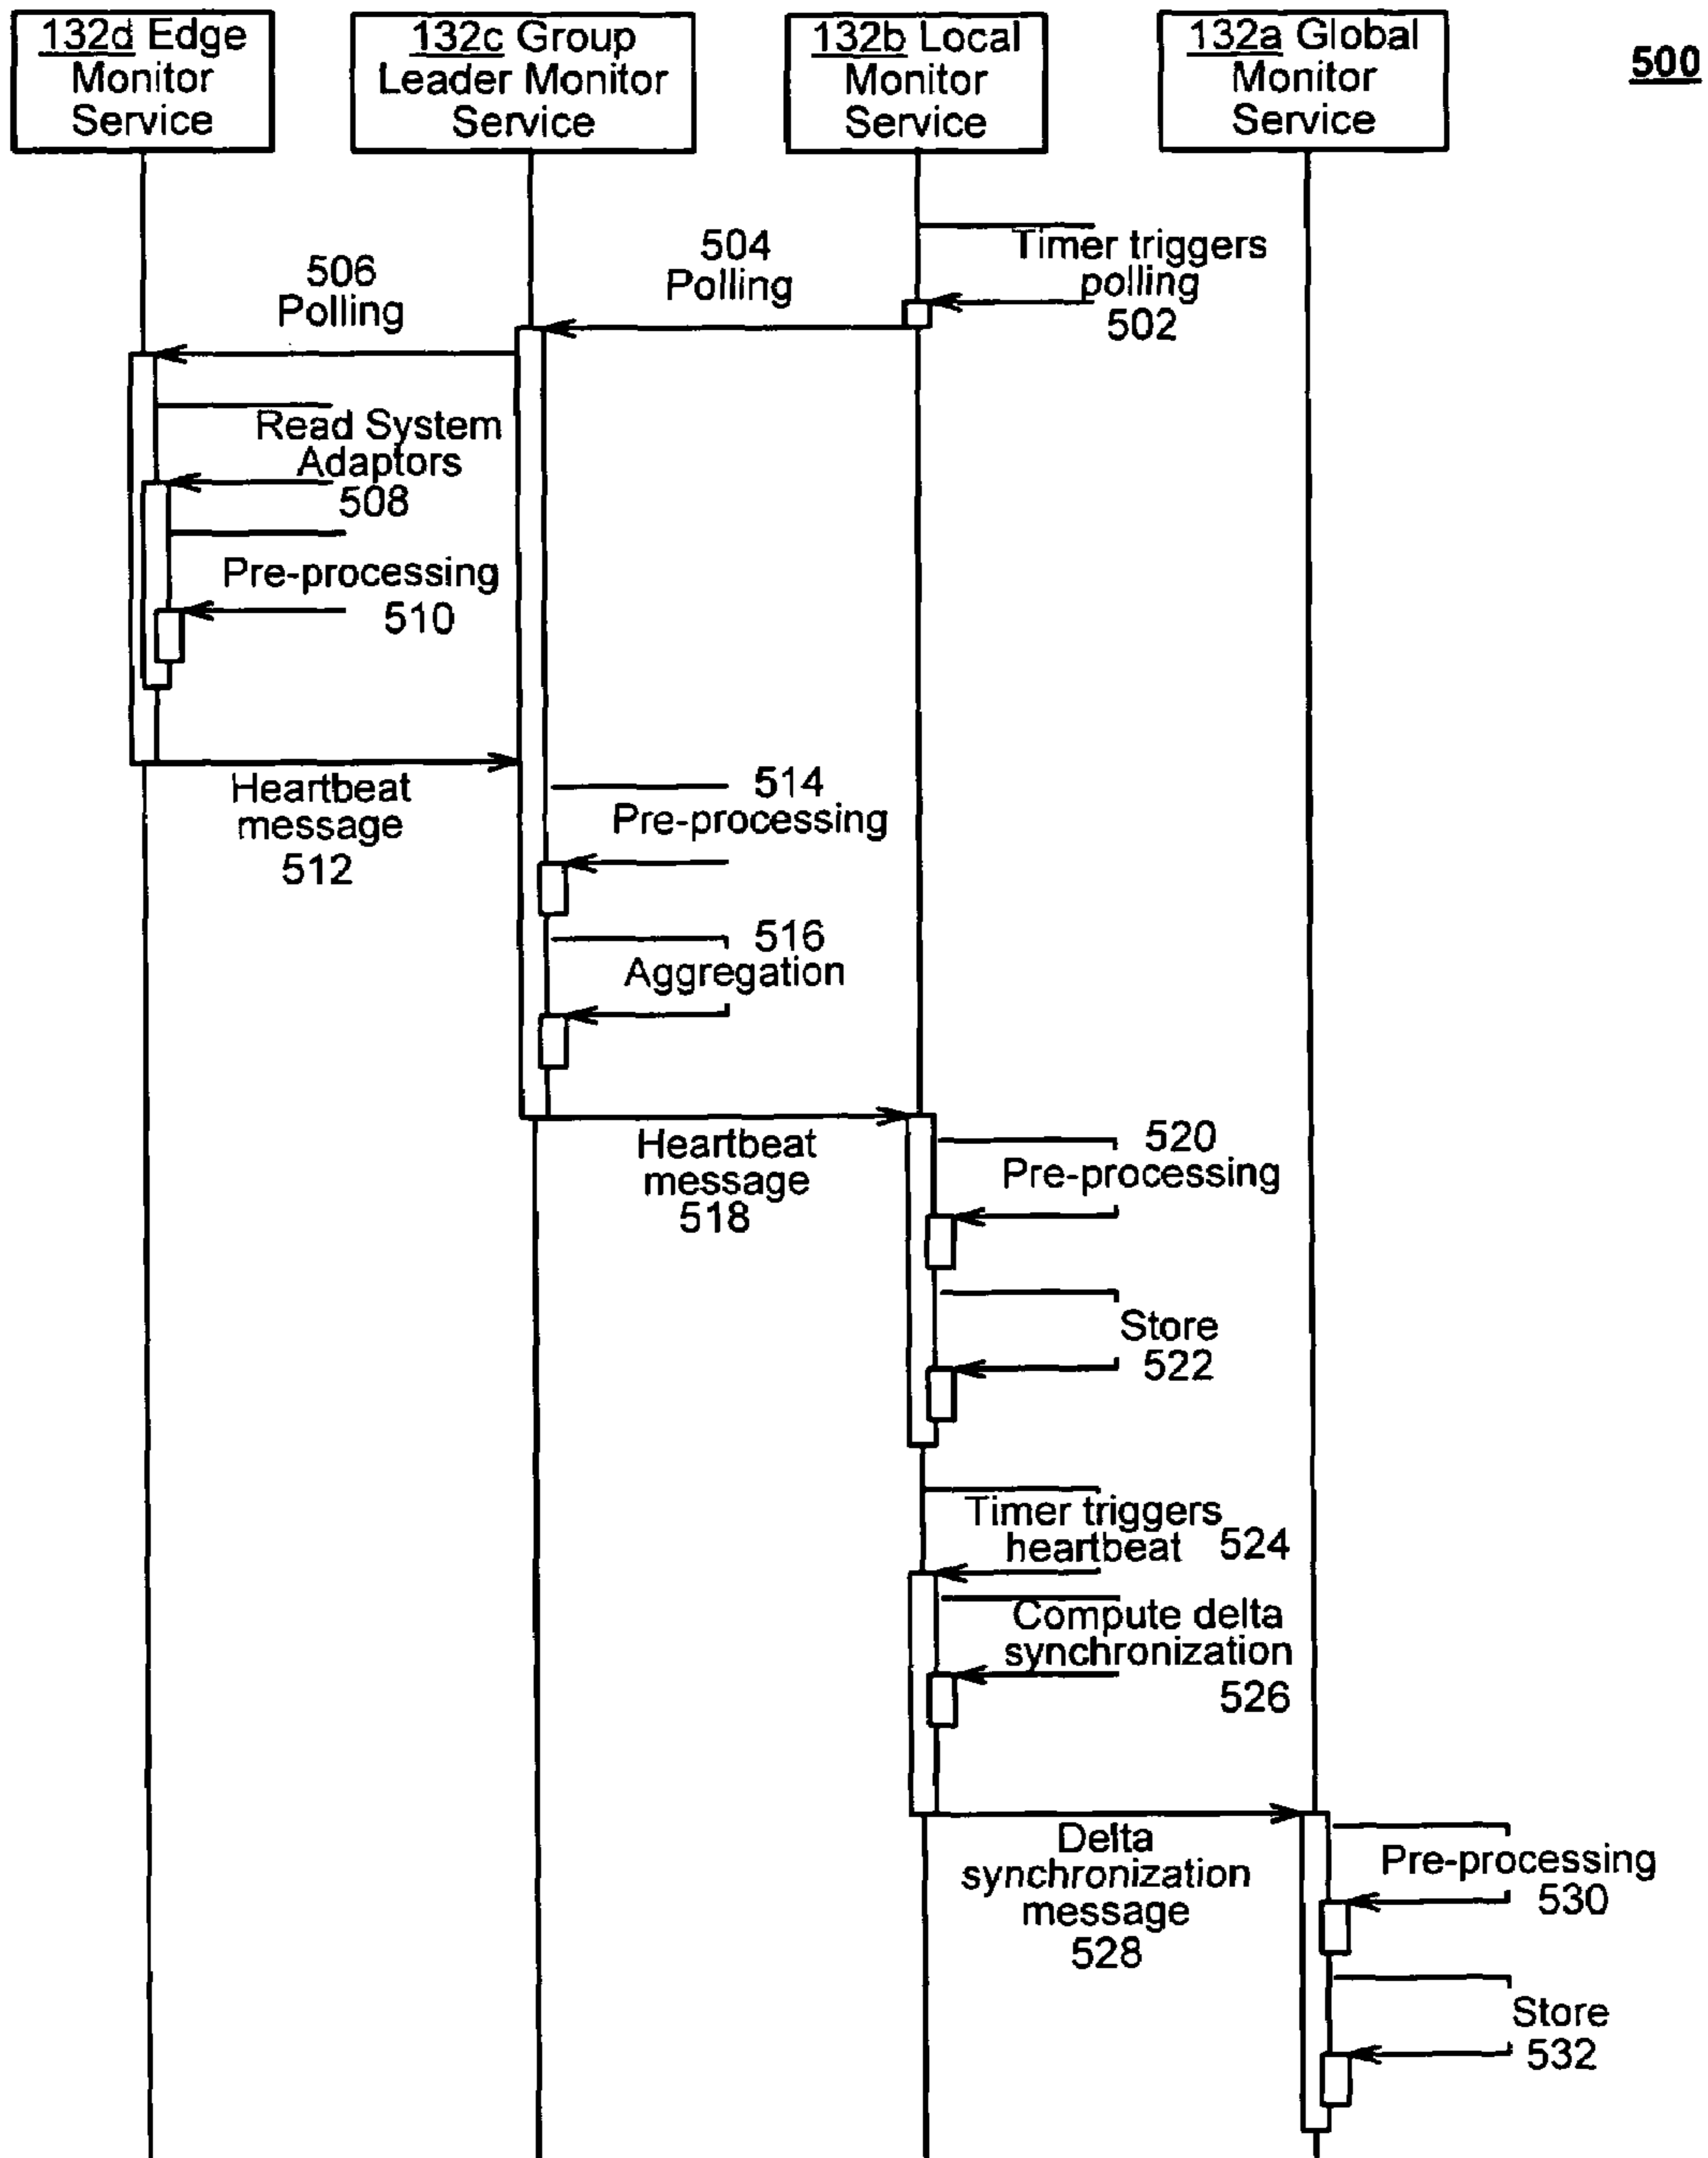 132d Edge
Monitor
Service
132c Group
Leader Monitor
Service
132b Local
Monitor
Service
132a Global
Monitor
Service
500
Timer triggers
polling
502
504
Polling
506
Polling
Read System
Adaptors
508
Pre-processing
510
Heartbeat
message
512
514
Pre-processing
516
Aggregation
Heartbeat
message
518
520
Pre-processing
Store
522
Timer triggers
heartbeat 524
Compute delta
synchronization
526
Delta
synchronization
message
528
Pre-processing
530
Store
532